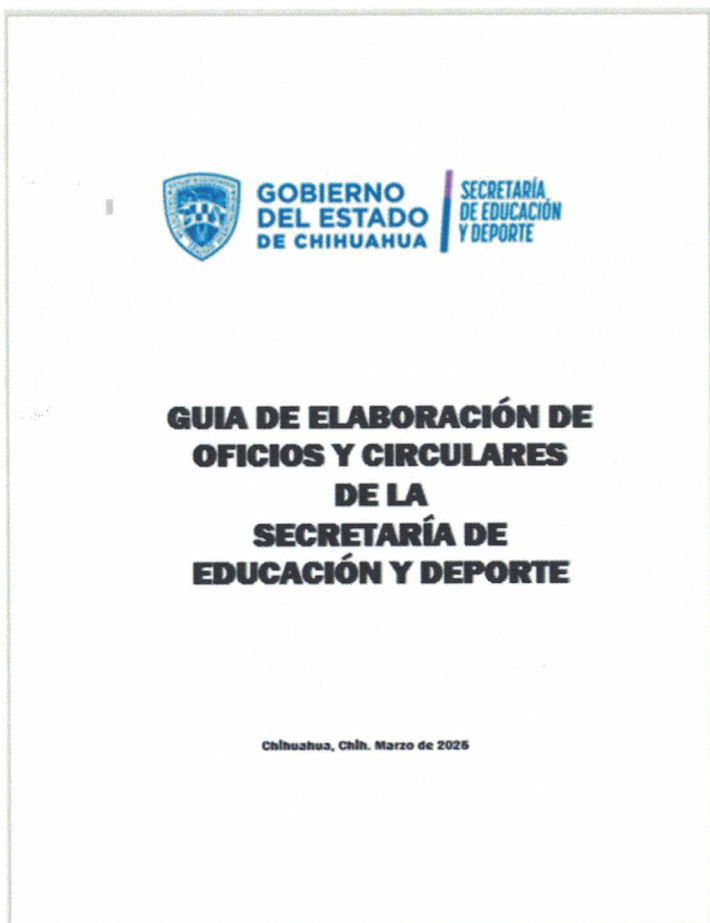 GOBIERNO
DEL ESTADO
DE CHIHUAHUA
SECRETARÍA
DE EDUCACIÓN
Y DEPORTE
GUIA DE ELABORACIÓN DE
OFICIOS Y CIRCULARES
DE LA
SECRETARÍA DE
EDUCACIÓN Y DEPORTE
Chihuahua, Chih. Marzo de 2025